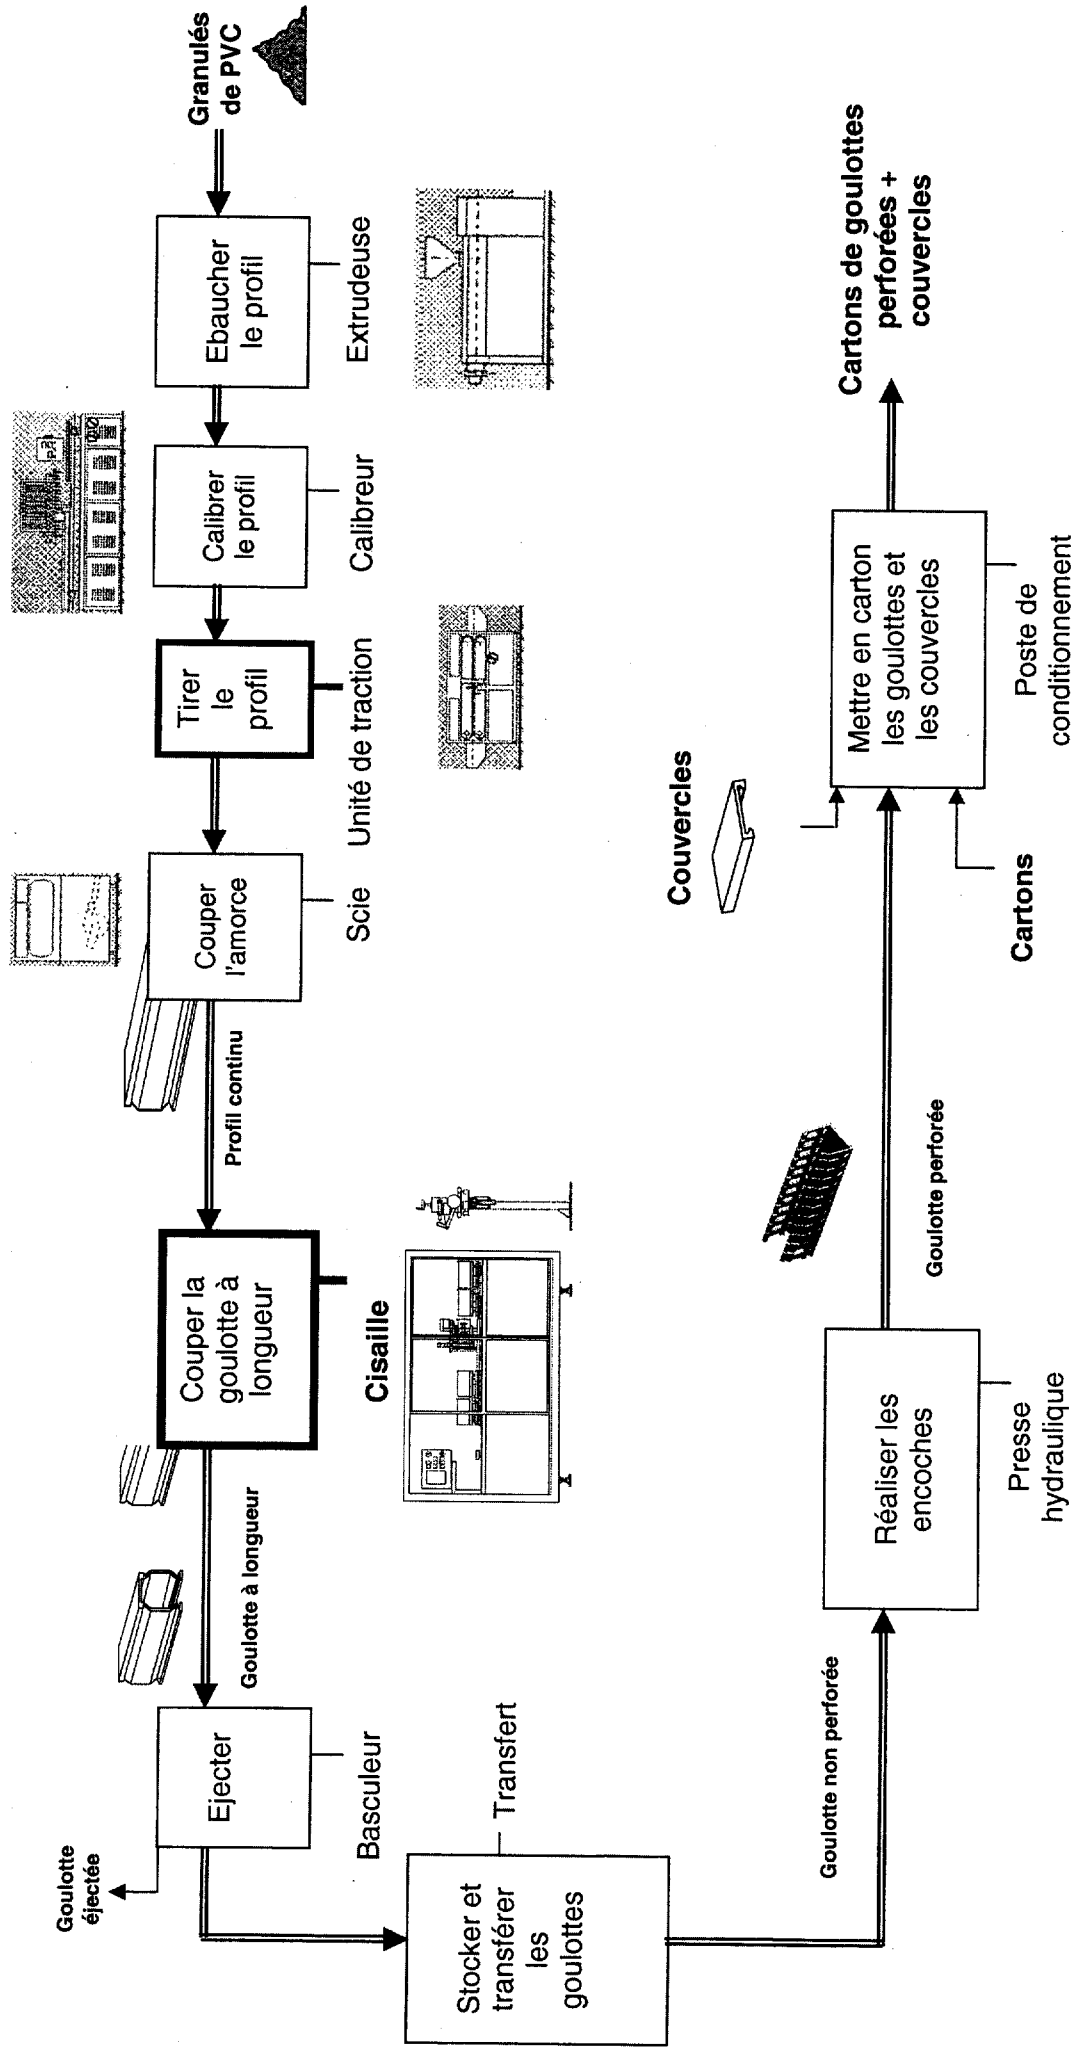 Granulés
de PVC
Ebaucher
le profil
Extrudeuse
Calibrer
le profil
Calibreur
Tirer
le
profil
Unité de traction
Couper
l'amorce
Scie
Profil continu
Couper la
goulotte à
longueur
Cisaille
Goulotte à longueur
Ejecter
Basculeur
Goulotte
éjectée
Stocker et
transférer
les
goulottes
Transfert
Goulotte non perforée
Réaliser les
encoches
Presse
hydraulique
Goulotte perforée
Couvercles
Cartons
Mettre en carton
les goulottes et
les couvercles
Poste de
conditionnement
Cartons de goulottes
perforées +
couvercles